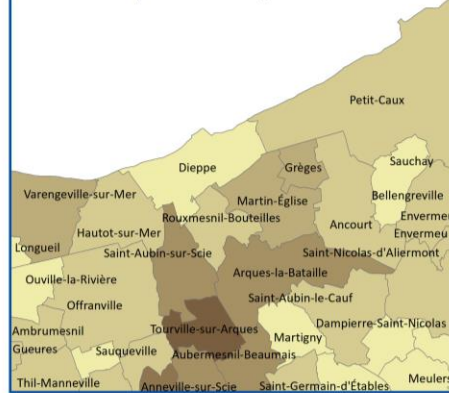 Petit-Caux
Dieppe
Grèges
Sauchay
Varengeville-sur-Mer
Martin-Église
Bellengreville
Rouxmesnil-Bouteilles
Envermeu
Ancourt
Hautot-sur-Mer
Envermeu
Longueil
Saint-Aubin-sur-Scie
Saint-Nicolas-d'Aliermont
Arques-la-Bataille
Ouville-la-Rivière
Saint-Aubin-le-Cauf
Offranville
Ambrumesnil
Tourville-sur-Arques
Dampierre-Saint-Nicolas
Martigny
Gueures
Sauqueville
Aubermesnil-Beaumais
Thil-Manneville
Anneville-sur-Scie
Saint-Germain-d'Étables
Meulers